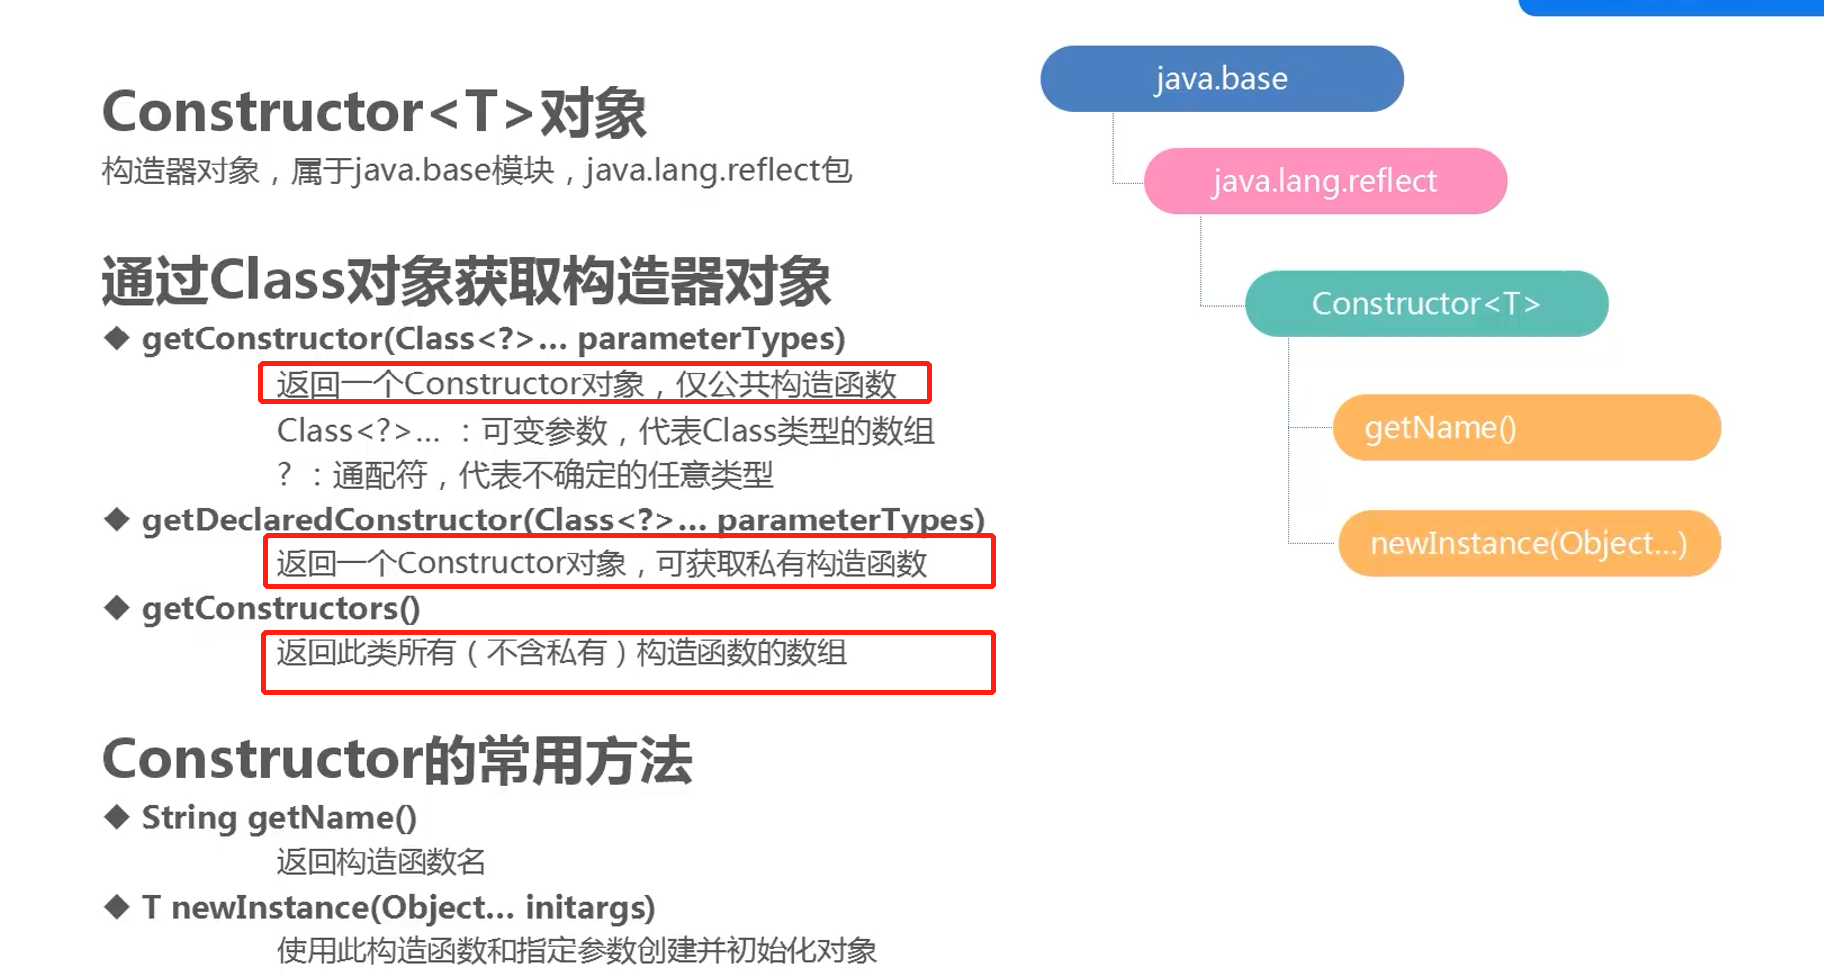 Constructor<T>对象
构造器对象，属于java.base模块，java.lang.reflect包
通过Class对象获取构造器对象
◆ getConstructor(Class<?>... parameterTypes)
返回一个Constructor对象，仅公共构造函数
Class<?>... ：可变参数，代表Class类型的数组
? ：通配符，代表不确定的任意类型
◆ getDeclaredConstructor(Class<?>... parameterTypes)
返回一个Constructor对象，可获取私有构造函数
◆ getConstructors()
返回此类所有（不含私有）构造函数的数组
Constructor的常用方法
◆ String getName()
返回构造函数名
◆ T newInstance(Object... initargs)
使用此构造函数和指定参数创建并初始化对象
java.base
java.lang.reflect
Constructor<T>
getName()
newInstance(Object...)